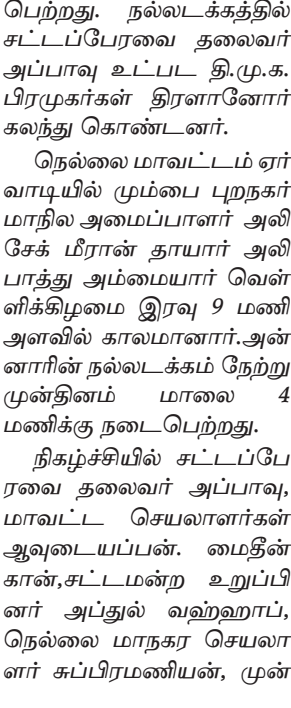 பெற்றது. நல்லடக்கத்தில்
சட்டப்பேரவை தலைவர்
அப்பாவு உட்பட தி.மு.க.
பிரமுகர்கள் திரளானோர்
கலந்து கொண்டனர்.
நெல்லை மாவட்டம் ஏர்
வாடியில் மும்பை புறநகர்
மாநில அமைப்பாளர் அலி
சேக் மீரான் தாயார் அலி
பாத்து அம்மையார் வெள்
ளிக்கிழமை இரவு 9 மணி
அளவில் காலமானார்.அன்
னாரின் நல்லடக்கம் நேற்று
முன்தினம் மாலை 4
மணிக்கு நடைபெற்றது.
நிகழ்ச்சியில் சட்டப்பே
ரவை தலைவர் அப்பாவு,
மாவட்ட செயலாளர்கள்
ஆவுடையப்பன். மைதீன்
கான்,சட்டமன்ற உறுப்பி
னர் அப்துல் வஹ்ஹாப்,
நெல்லை மாநகர செயலா
ளர் சுப்பிரமணியன், முன்